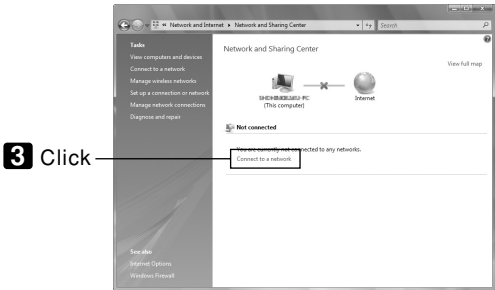 « Network and Internet ▸ Network and Sharing Center
Search
Tasks
View computers and devices
Connect to a network
Manage wireless networks
Set up a connection or network
Manage network connections
Diagnose and repair
Network and Sharing Center
View full map
(This computer)
Internet
Not connected
You are currently not connected to any networks.
Connect to a network
3 Click
See also
Internet Options
Windows Firewall